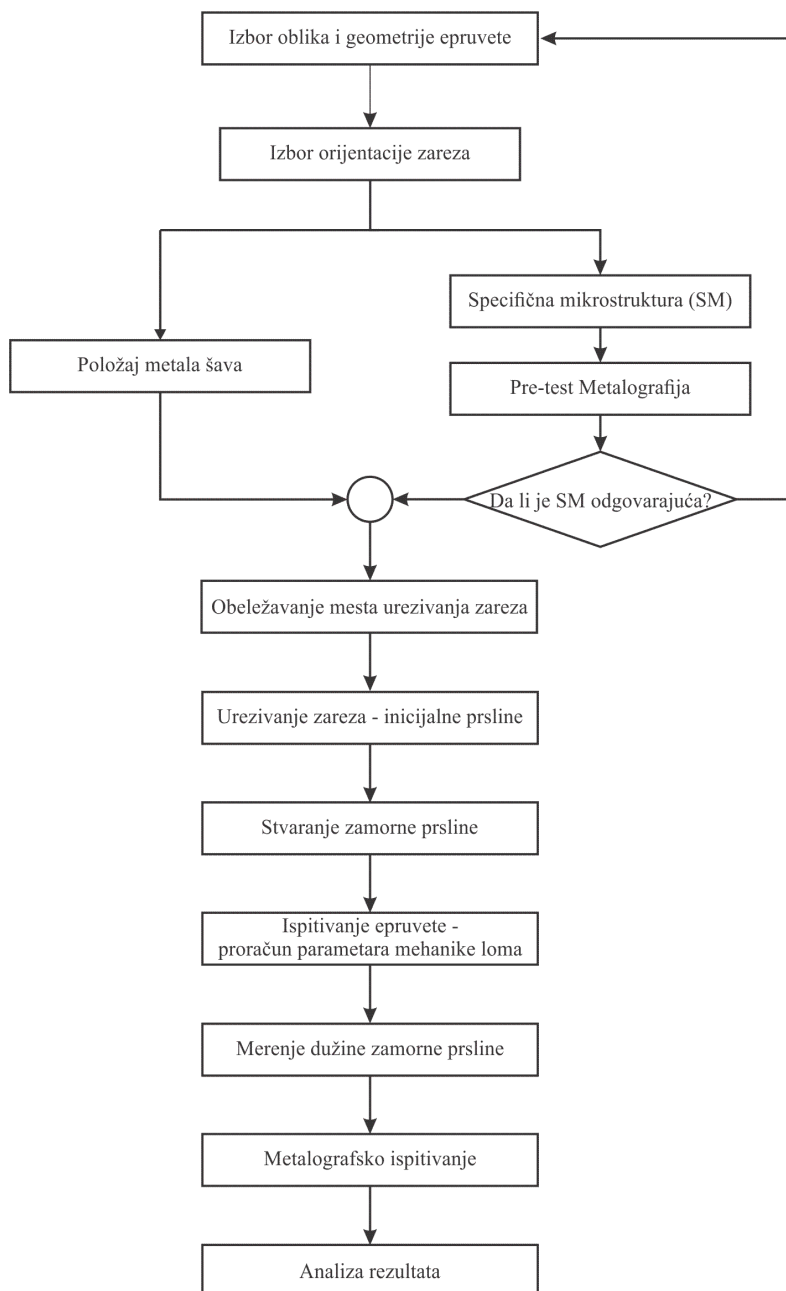 Izbor oblika i geometrije epruvete
Izbor orijentacije zareza
Specifična mikrostruktura (SM)
Položaj metala šava
Pre-test Metalografija
Da li je SM odgovarajuća?
Obeležavanje mesta urezivanja zareza
Urezivanje zareza - inicijalne prsline
Stvaranje zamorne prsline
Ispitivanje epruvete -
proračun parametara mehanike loma
Merenje dužine zamorne prsline
Metalografsko ispitivanje
Analiza rezultata